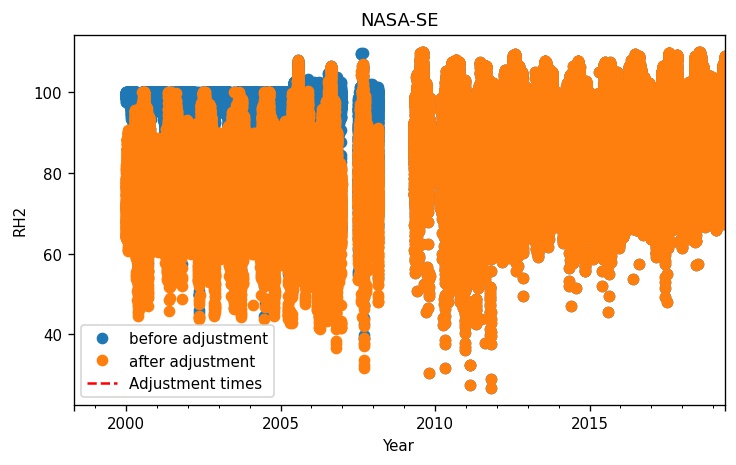 NASA-SE
RH2
100
80
60
40
before adjustment
after adjustment
Adjustment times
2000
2005
2010
2015
Year